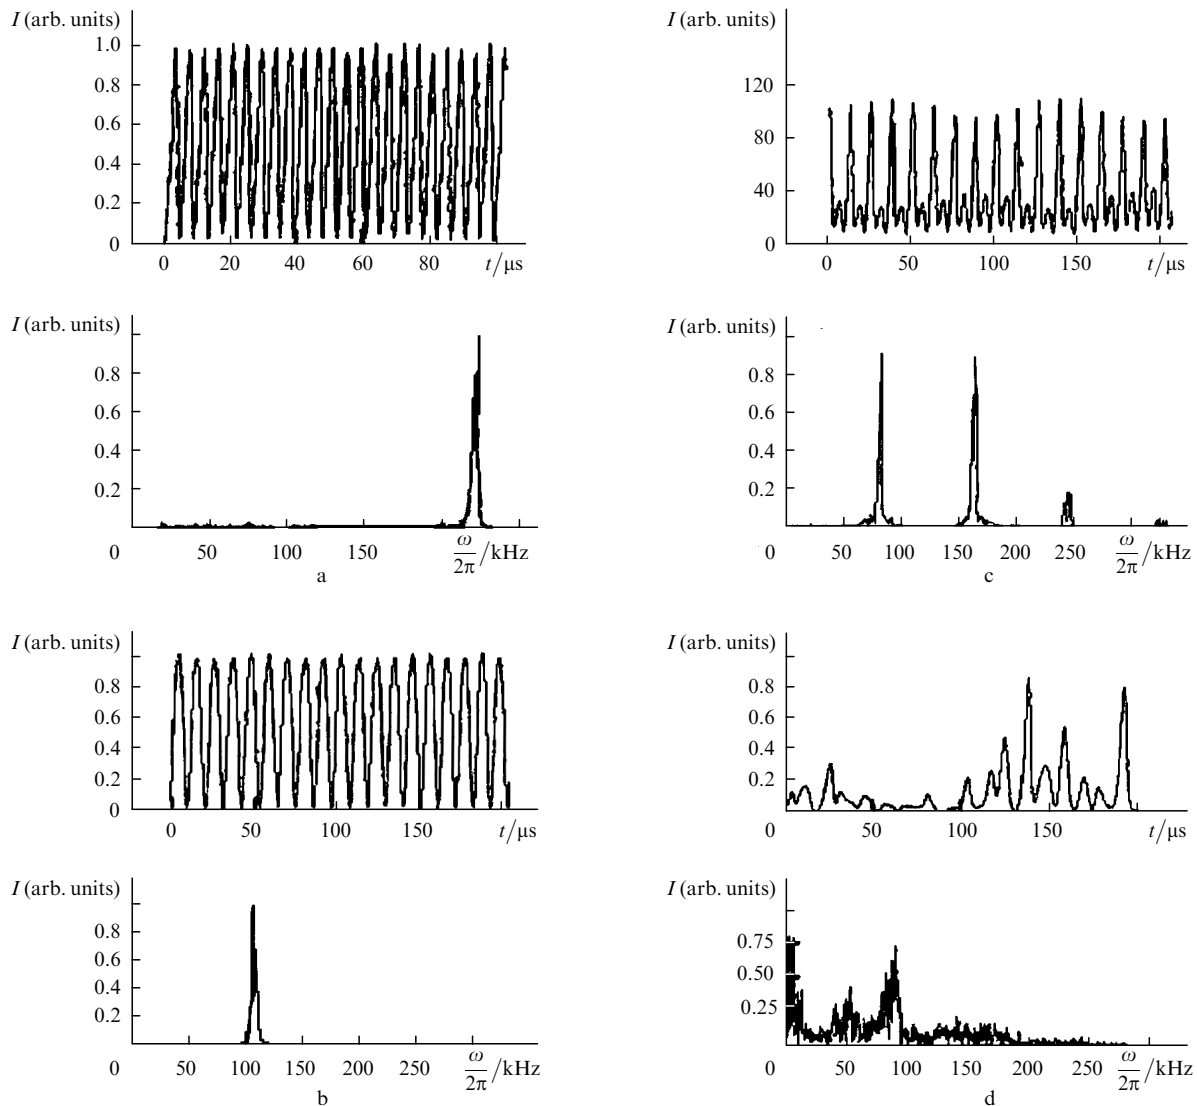 I (arb. units)
1.0
0.8
0.6
0.4
0.2
0
0 20 40 60 80 t/μs
I (arb. units)
0.8
0.6
0.4
0.2
0 50 100 150 ω/2π/kHz
a
I (arb. units)
120
80
40
0
0 50 100 150 t/μs
I (arb. units)
0.8
0.6
0.4
0.2
0 50 100 150 200 250 ω/2π/kHz
c
I (arb. units)
0.8
0.6
0.4
0.2
0
0 50 100 150 t/μs
I (arb. units)
0.8
0.6
0.4
0.2
0 50 100 150 200 250 ω/2π/kHz
b
I (arb. units)
0.8
0.6
0.4
0.2
0 50 100 150 t/μs
I (arb. units)
0.75
0.50
0.25
0 50 100 150 200 250 ω/2π/kHz
d